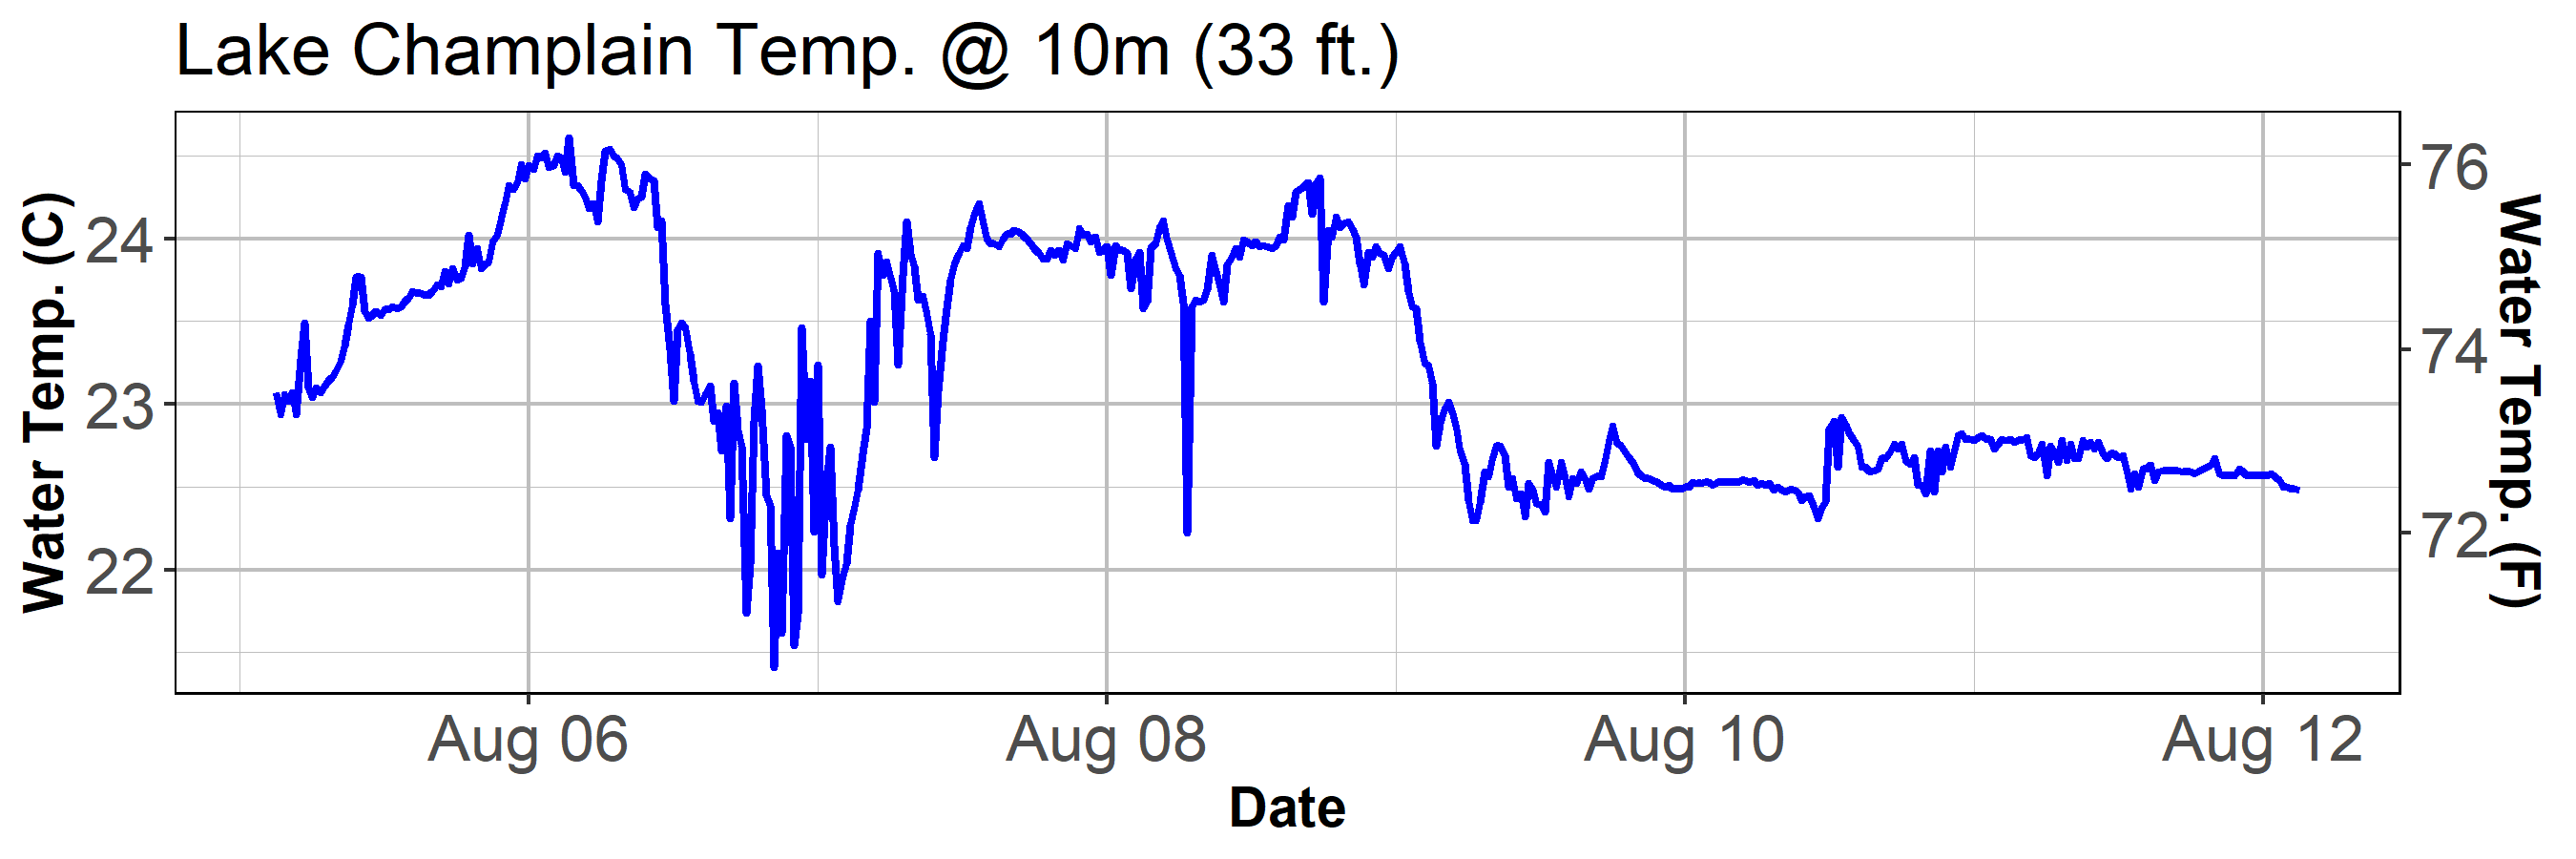 Lake Champlain Temp. @ 10m (33 ft.)
Water Temp. (C)
24
23
22
76
74
72
Water Temp. (F)
Aug 06
Aug 08
Aug 10
Aug 12
Date